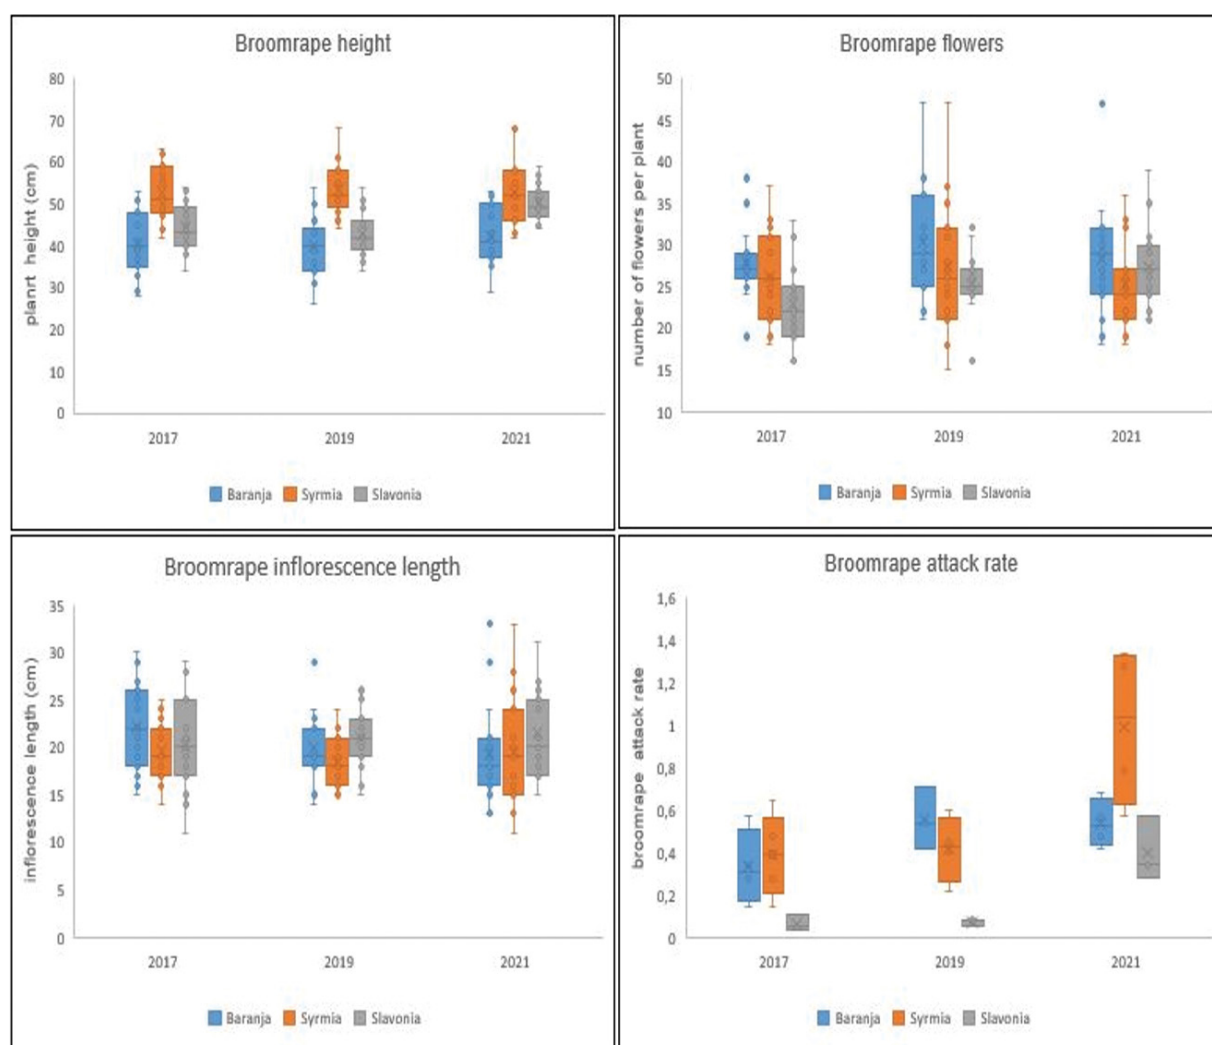 Broomrape height
80
70
60
50
40
30
20
10
0
planrt height (cm)
2017 2019 2021
Baranja Syrmia Slavonia
Broomrape flowers
50
45
40
35
30
25
20
15
10
number of flowers per plant
2017 2019 2021
Baranja Syrmia Slavonia
Broomrape inflorescence length
35
30
25
20
15
10
5
0
inflorescence length (cm)
2017 2019 2021
Baranja Syrmia Slavonia
Broomrape attack rate
1,6
1,4
1,2
1
0,8
0,6
0,4
0,2
0
broomrape attack rate
2017 2019 2021
Baranja Syrmia Slavonia